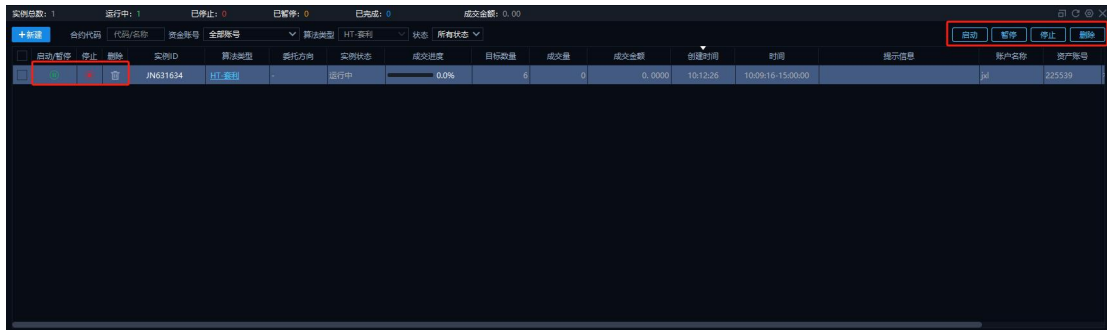 实例总数: 1 运行中: 1 已停止: 0 已暂停: 0 已完成: 0 成交金额: 0.00
+新建 合约代码 代码/名称 资金账号 全部账号 算法类型 HT-套利 状态 所有状态 启动 暂停 停止 删除
启动/暂停 停止 删除 实例ID 算法类型 委托方向 实例状态 成交进度 目标数量 成交量 成交金额 创建时间 时间 提示信息 账户名称 资产账号
JN631634 HT-套利 - 运行中 0.0% 6 0 0.0000 10:12:26 10:09:16-15:00:00 jxl 225539